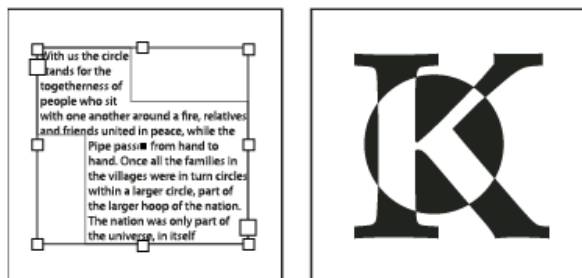 With us the circle
stands for the
togetherness of
people who sit
with one another around a fire, relatives
and friends united in peace, while the
Pipe passes from hand to
hand. Once all the families in
the villages were in turn circles
within a larger circle, part of
the larger hoop of the nation.
The nation was only part of
the universe, in itself
K